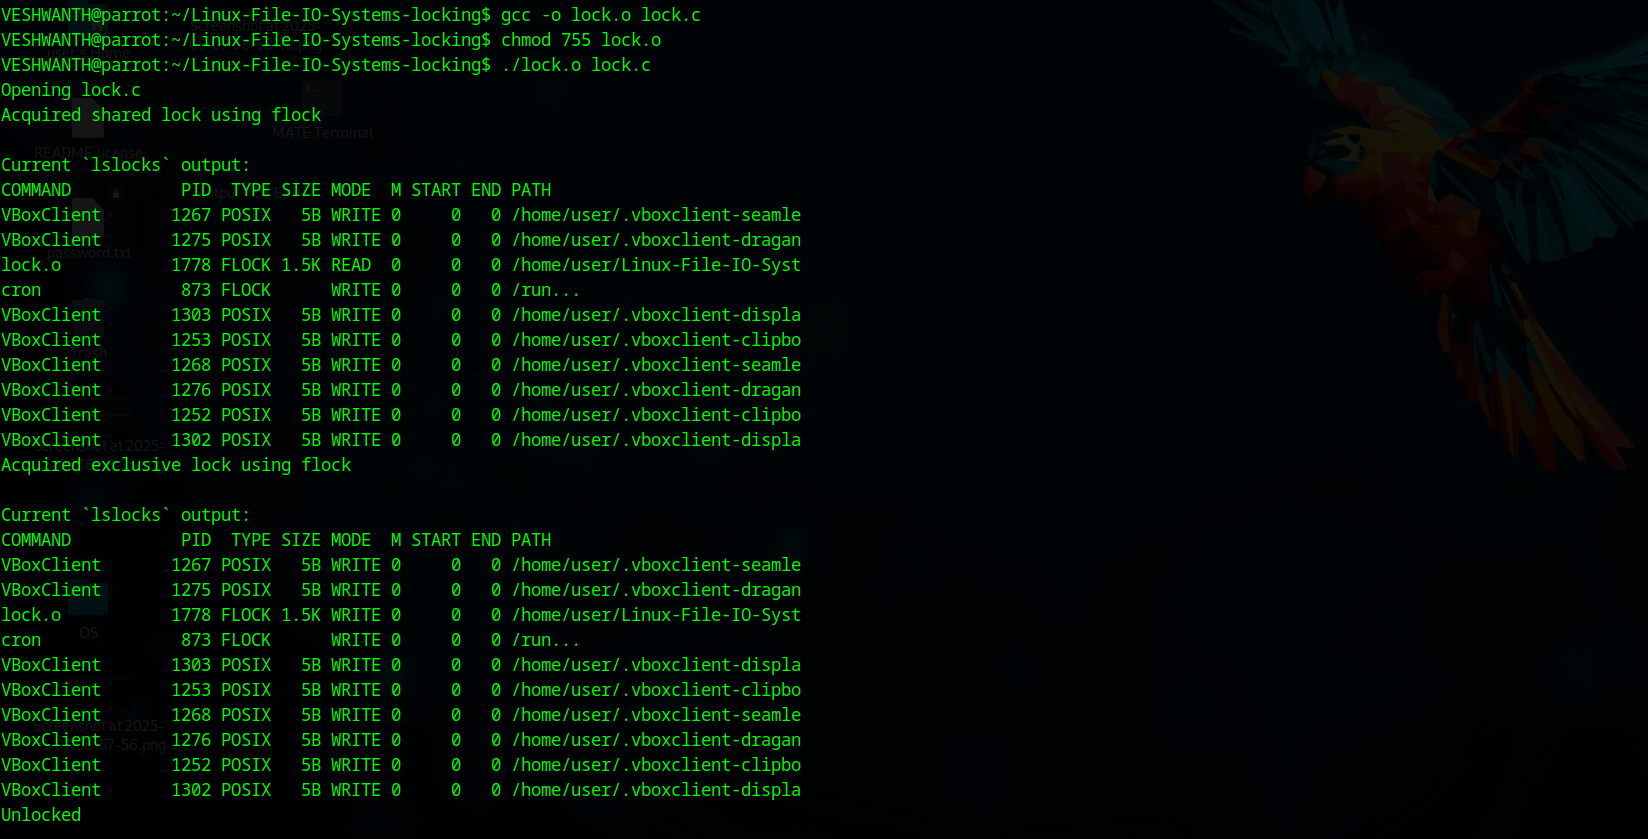 VESHWANTH@parrot:~/Linux-File-IO-Systems-locking$ gcc -o lock.o lock.c
VESHWANTH@parrot:~/Linux-File-IO-Systems-locking$ chmod 755 lock.o
VESHWANTH@parrot:~/Linux-File-IO-Systems-locking$ ./lock.o lock.c
Opening lock.c
Acquired shared lock using flock
MATE Terminal
README.license
Current `lslocks` output:
COMMAND           PID  TYPE SIZE MODE  M START END PATH
VBoxClient       1267 POSIX   5B WRITE 0     0   0 /home/user/.vboxclient-seamle
VBoxClient       1275 POSIX   5B WRITE 0     0   0 /home/user/.vboxclient-dragan
password.txt
lock.o           1778 FLOCK 1.5K READ  0     0   0 /home/user/Linux-File-IO-Syst
cron              873 FLOCK      WRITE 0     0   0 /run...
VBoxClient       1303 POSIX   5B WRITE 0     0   0 /home/user/.vboxclient-displa
VBoxClient       1253 POSIX   5B WRITE 0     0   0 /home/user/.vboxclient-clipbo
Trash
VBoxClient       1268 POSIX   5B WRITE 0     0   0 /home/user/.vboxclient-seamle
VBoxClient       1276 POSIX   5B WRITE 0     0   0 /home/user/.vboxclient-dragan
VBoxClient       1252 POSIX   5B WRITE 0     0   0 /home/user/.vboxclient-clipbo
VBoxClient       1302 POSIX   5B WRITE 0     0   0 /home/user/.vboxclient-displa
Screenshot at 2025-
Acquired exclusive lock using flock
Current `lslocks` output:
COMMAND           PID  TYPE SIZE MODE  M START END PATH
VBoxClient       1267 POSIX   5B WRITE 0     0   0 /home/user/.vboxclient-seamle
VBoxClient       1275 POSIX   5B WRITE 0     0   0 /home/user/.vboxclient-dragan
lock.o           1778 FLOCK 1.5K WRITE 0     0   0 /home/user/Linux-File-IO-Syst
OS
cron              873 FLOCK      WRITE 0     0   0 /run...
VBoxClient       1303 POSIX   5B WRITE 0     0   0 /home/user/.vboxclient-displa
VBoxClient       1253 POSIX   5B WRITE 0     0   0 /home/user/.vboxclient-clipbo
VBoxClient       1268 POSIX   5B WRITE 0     0   0 /home/user/.vboxclient-seamle
Screenshot at 2025-
VBoxClient       1276 POSIX   5B WRITE 0     0   0 /home/user/.vboxclient-dragan
VBoxClient       1252 POSIX   5B WRITE 0     0   0 /home/user/.vboxclient-clipbo
VBoxClient       1302 POSIX   5B WRITE 0     0   0 /home/user/.vboxclient-displa
Unlocked